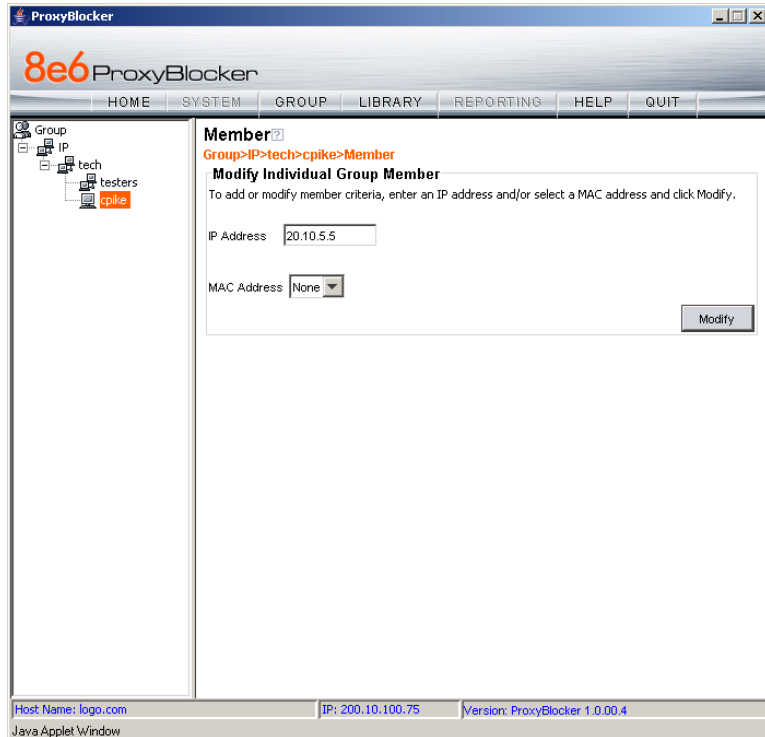 ProxyBlocker
8e6 ProxyBlocker
HOME SYSTEM GROUP LIBRARY REPORTING HELP QUIT
Group
IP
tech
testers
cpike
Member?
Group>IP>tech>cpike>Member
Modify Individual Group Member
To add or modify member criteria, enter an IP address and/or select a MAC address and click Modify.
IP Address 20.10.5.5
MAC Address None
Modify
Host Name: logo.com IP: 200.10.100.75 Version: ProxyBlocker 1.0.00.4
Java Applet Window